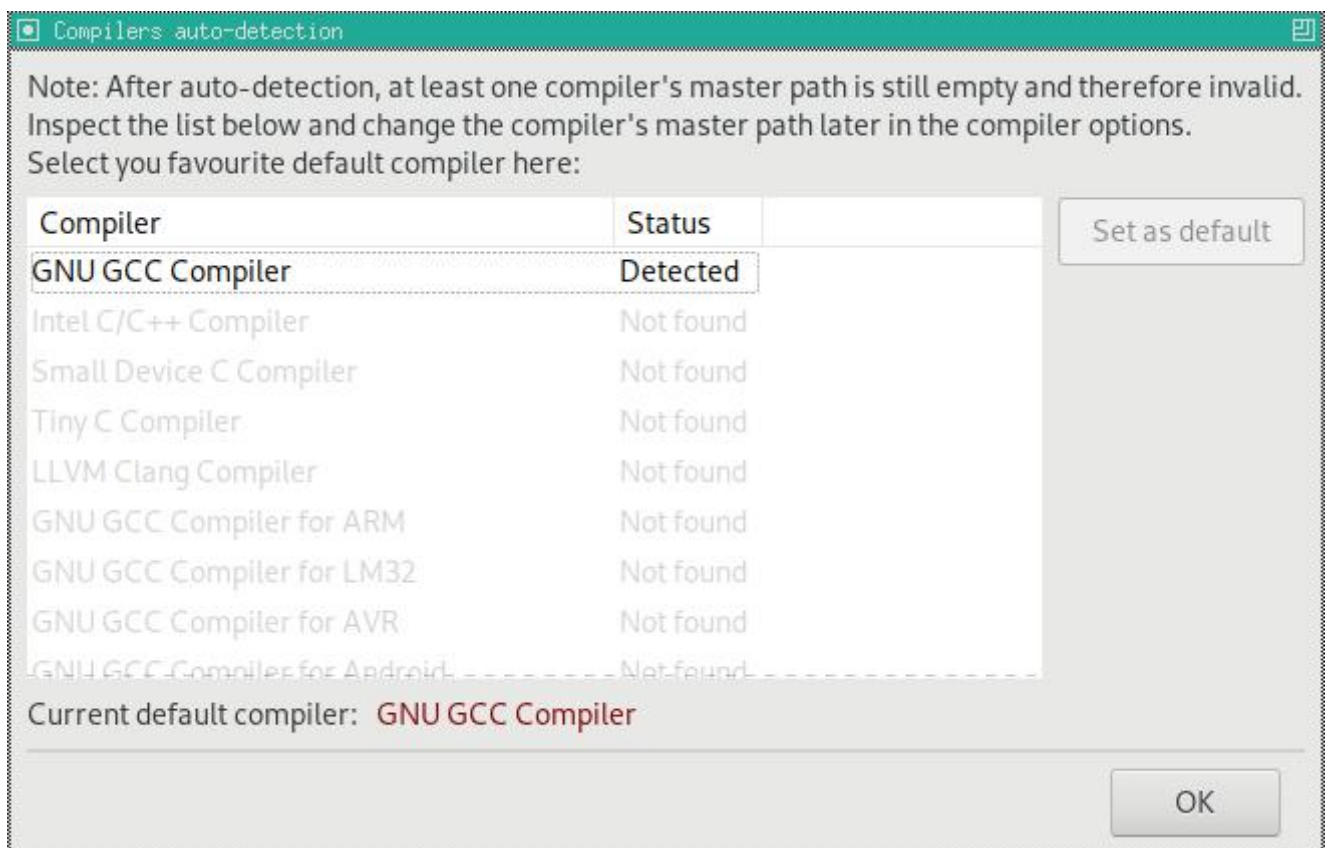 Compilers auto-detection
Note: After auto-detection, at least one compiler's master path is still empty and therefore invalid.
Inspect the list below and change the compiler's master path later in the compiler options.
Select you favourite default compiler here:
Compiler Status
Set as default
GNU GCC Compiler Detected
Intel C/C++ Compiler Not found
Small Device C Compiler Not found
Tiny C Compiler Not found
LLVM Clang Compiler Not found
GNU GCC Compiler for ARM Not found
GNU GCC Compiler for LM32 Not found
GNU GCC Compiler for AVR Not found
GNU GCC Compiler for Android Not found
Current default compiler: GNU GCC Compiler
OK